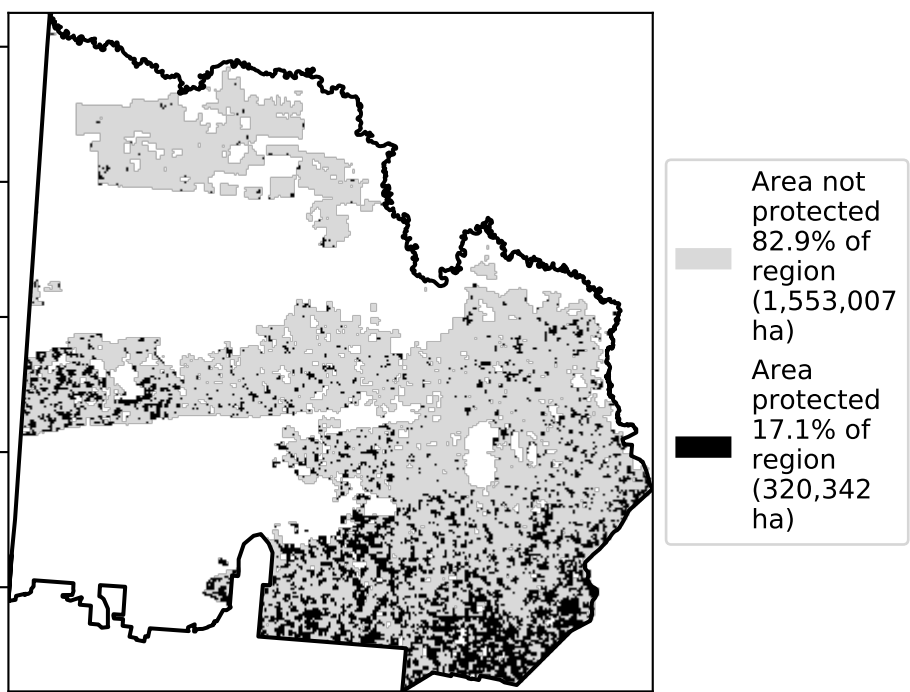 Area not
protected
82.9% of
region
(1,553,007
ha)
Area
protected
17.1% of
region
(320,342
ha)